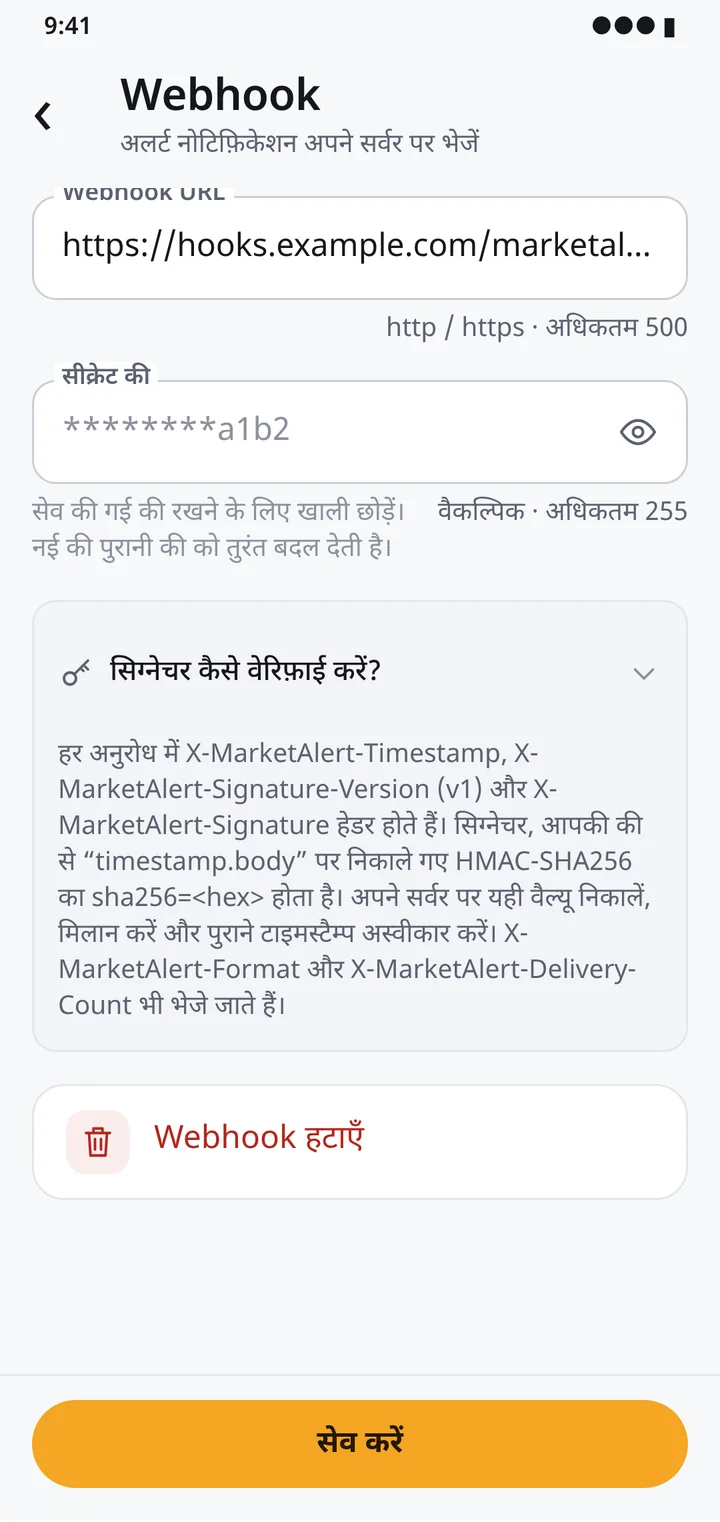 9:41
Webhook
अलर्ट नोटिफ़िकेशन अपने सर्वर पर भेजें
Webhook URL
https://hooks.example.com/marketal...
http / https · अधिकतम 500
सीक्रेट की
********a1b2
सेव की गई की रखने के लिए खाली छोड़ें। वैकल्पिक · अधिकतम 255
नई की पुरानी की को तुरंत बदल देती है।
सिग्नेचर कैसे वेरिफ़ाई करें?
हर अनुरोध में X-MarketAlert-Timestamp, X-
MarketAlert-Signature-Version (v1) और X-
MarketAlert-Signature हेडर होते हैं। सिग्नेचर, आपकी की
से “timestamp.body” पर निकाले गए HMAC-SHA256
का sha256=<hex> होता है। अपने सर्वर पर यही वैल्यू निकालें,
मिलान करें और पुराने टाइमस्टैम्प अस्वीकार करें। X-
MarketAlert-Format और X-MarketAlert-Delivery-
Count भी भेजे जाते हैं।
Webhook हटाएँ
सेव करें